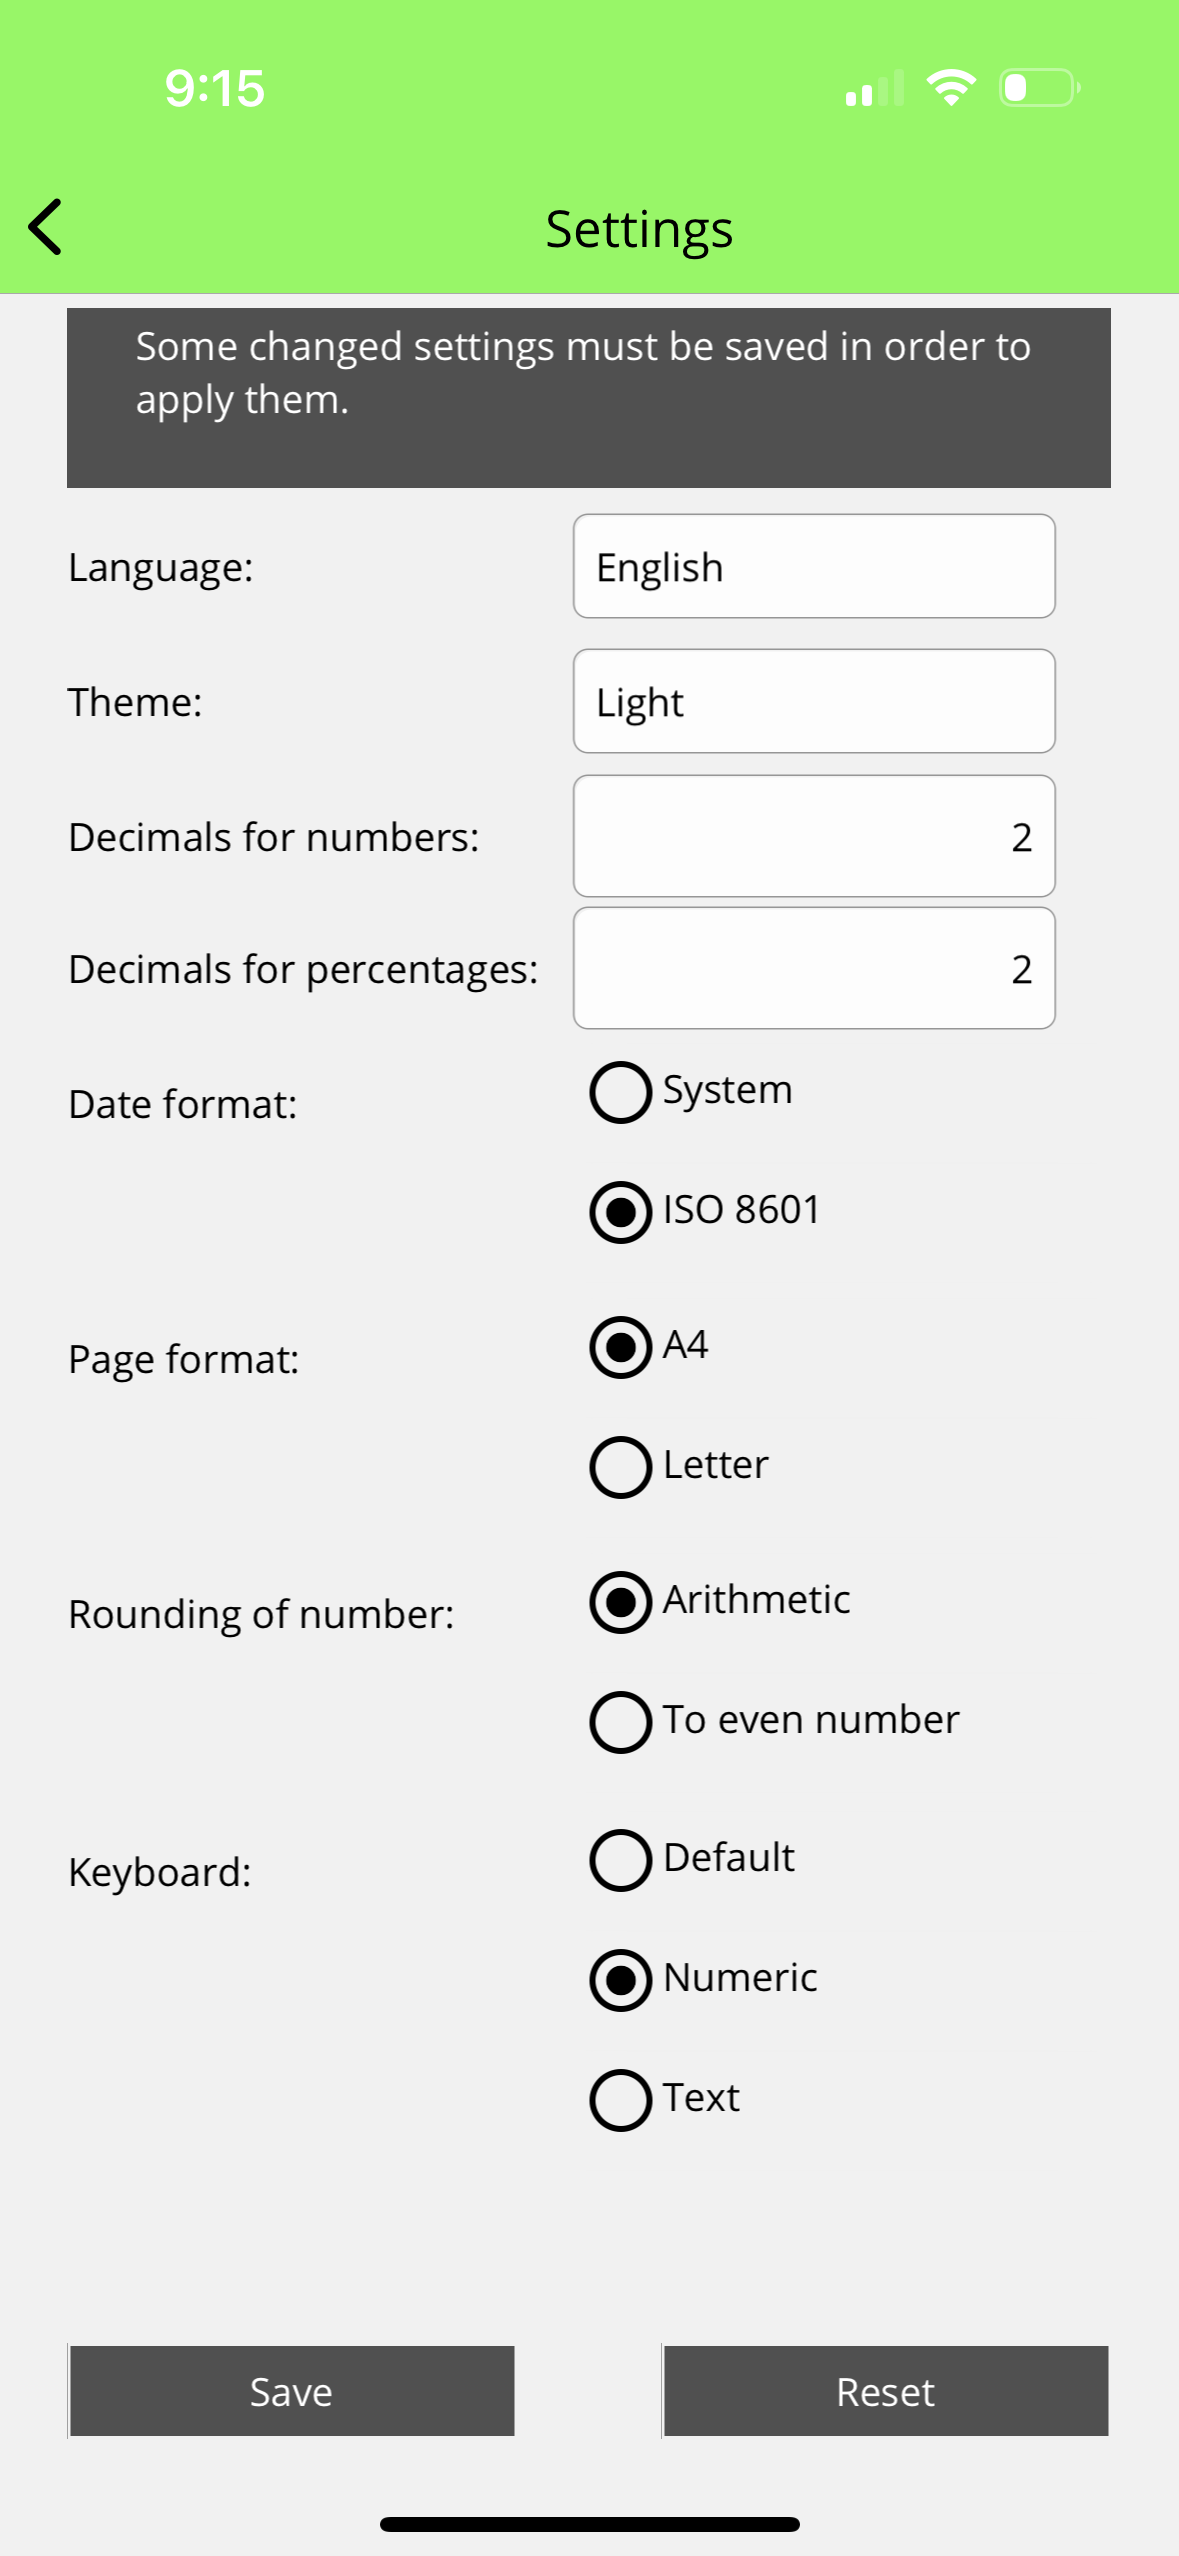 9:15
Settings
Some changed settings must be saved in order to
apply them.
Language:
English
Theme:
Light
Decimals for numbers:
2
Decimals for percentages:
2
Date format:
System
ISO 8601
Page format:
A4
Letter
Rounding of number:
Arithmetic
To even number
Keyboard:
Default
Numeric
Text
Save
Reset